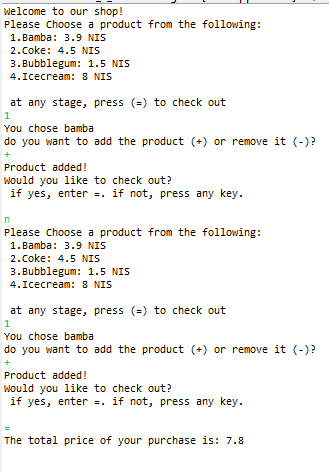 Welcome to our shop!
Please Choose a product from the following:
1.Bamba: 3.9 NIS
2.Coke: 4.5 NIS
3.Bubblegum: 1.5 NIS
4.Icecream: 8 NIS
at any stage, press (=) to check out
1
You chose bamba
do you want to add the product (+) or remove it (-)?
+
Product added!
Would you like to check out?
if yes, enter =. if not, press any key.
n
Please Choose a product from the following:
1.Bamba: 3.9 NIS
2.Coke: 4.5 NIS
3.Bubblegum: 1.5 NIS
4.Icecream: 8 NIS
at any stage, press (=) to check out
1
You chose bamba
do you want to add the product (+) or remove it (-)?
+
Product added!
Would you like to check out?
if yes, enter =. if not, press any key.
=
The total price of your purchase is: 7.8